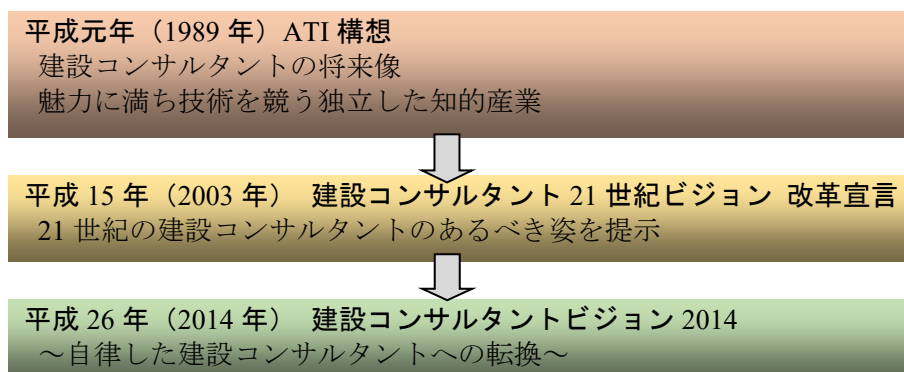 平成元年（1989 年）ATI 構想
建設コンサルタントの将来像
魅力に満ち技術を競う独立した知的産業
平成 15 年（2003 年） 建設コンサルタント 21 世紀ビジョン 改革宣言
21 世紀の建設コンサルタントのあるべき姿を提示
平成 26 年（2014 年） 建設コンサルタントビジョン 2014
～自律した建設コンサルタントへの転換～